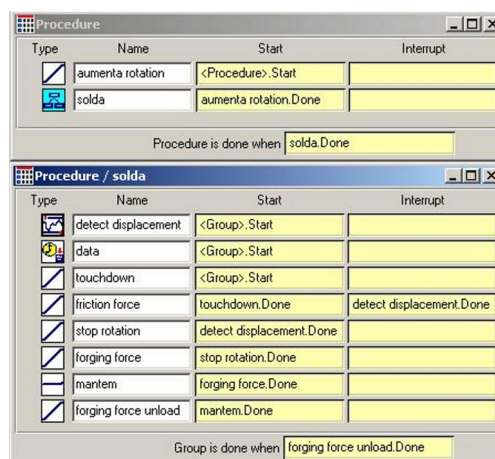 Procedure
Type Name Start Interrupt
aumenta rotation <Procedure>.Start
solda aumenta rotation.Done
Procedure is done when solda.Done
Procedure / solda
Type Name Start Interrupt
detect displacement <Group>.Start
data <Group>.Start
touchdown <Group>.Start
friction force touchdown.Done detect displacement.Done
stop rotation detect displacement.Done
forging force stop rotation.Done
mantem forging force.Done
forging force unload mantem.Done
Group is done when forging force unload.Done